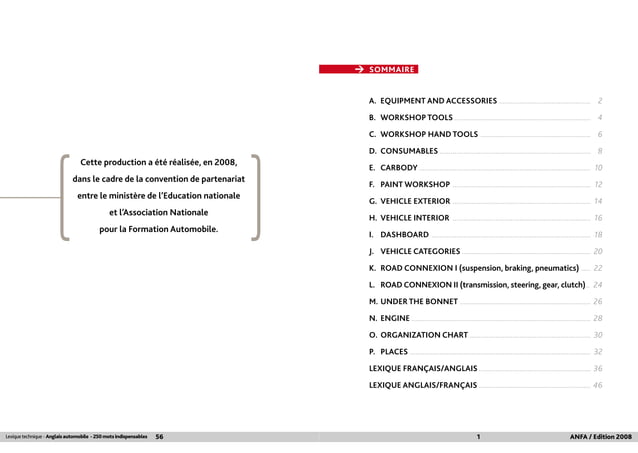 Cette production a été réalisée, en 2008,
dans le cadre de la convention de partenariat
entre le ministère de l'Education nationale
et l'Association Nationale
pour la Formation Automobile.
Lexique technique - Anglais automobile - 250 mots indispensables 56
→ SOMMAIRE
A. EQUIPMENT AND ACCESSORIES 2
B. WORKSHOP TOOLS 4
C. WORKSHOP HAND TOOLS 6
D. CONSUMABLES 8
E. CARBODY 10
F. PAINT WORKSHOP 12
G. VEHICLE EXTERIOR 14
H. VEHICLE INTERIOR 16
I. DASHBOARD 18
J. VEHICLE CATEGORIES 20
K. ROAD CONNEXION I (suspension, braking, pneumatics) 22
L. ROAD CONNEXION II (transmission, steering, gear, clutch) 24
M. UNDER THE BONNET 26
N. ENGINE 28
O. ORGANIZATION CHART 30
P. PLACES 32
LEXIQUE FRANÇAIS/ANGLAIS 36
LEXIQUE ANGLAIS/FRANÇAIS 46
1 ANFA / Edition 2008